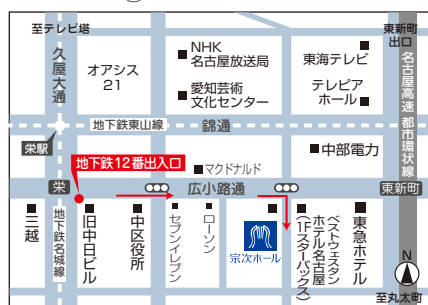 至テレビ塔
東新町
出口
久屋大通
オアシス
21
NHK
名古屋放送局
愛知芸術
文化センター
東海テレビ
テレピア
ホール
名古屋高速 都市環状線
地下鉄東山線
錦通
栄駅
中部電力
地下鉄12番出入口
マクドナルド
栄
広小路通
東新町
三越
地下鉄名城線
旧中日ビル
中区役所
セブンイレブン
ローソン
宗次ホール
ベストウェスタン
ホテル名古屋
(1Fスターバックス)
東急ホテル
N
至丸太町